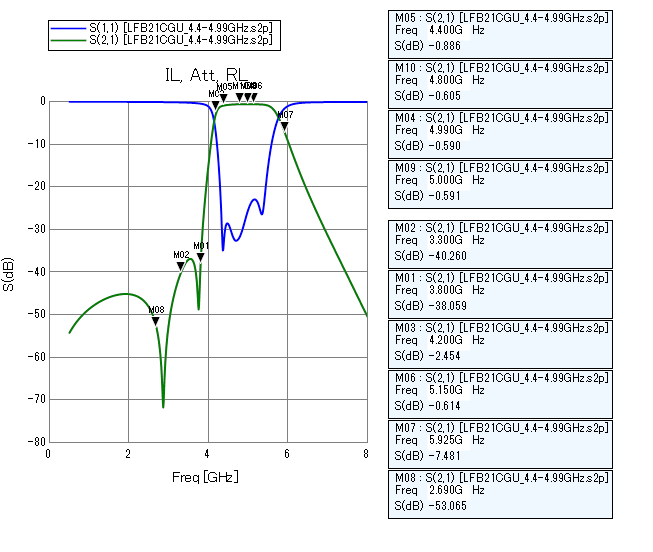 S(1,1) [LFB21CGU_4.4-4.99GHz.s2p]
S(2,1) [LFB21CGU_4.4-4.99GHz.s2p]
IL, Att, RL
M05
M10
M06
M07
M01
M02
M08
0
-10
-20
-30
-40
-50
-60
-70
-80
S(dB)
0
2
4
6
8
Freq [GHz]
M05 : S(2,1) [LFB21CGU_4.4-4.99GHz.s2p]
Freq 4.400G Hz
S(dB) -0.886
M10 : S(2,1) [LFB21CGU_4.4-4.99GHz.s2p]
Freq 4.800G Hz
S(dB) -0.605
M04 : S(2,1) [LFB21CGU_4.4-4.99GHz.s2p]
Freq 4.990G Hz
S(dB) -0.590
M09 : S(2,1) [LFB21CGU_4.4-4.99GHz.s2p]
Freq 5.000G Hz
S(dB) -0.591
M02 : S(2,1) [LFB21CGU_4.4-4.99GHz.s2p]
Freq 3.300G Hz
S(dB) -40.260
M01 : S(2,1) [LFB21CGU_4.4-4.99GHz.s2p]
Freq 3.800G Hz
S(dB) -38.059
M03 : S(2,1) [LFB21CGU_4.4-4.99GHz.s2p]
Freq 4.200G Hz
S(dB) -2.454
M06 : S(2,1) [LFB21CGU_4.4-4.99GHz.s2p]
Freq 5.150G Hz
S(dB) -0.614
M07 : S(2,1) [LFB21CGU_4.4-4.99GHz.s2p]
Freq 5.925G Hz
S(dB) -7.481
M08 : S(2,1) [LFB21CGU_4.4-4.99GHz.s2p]
Freq 2.690G Hz
S(dB) -53.065